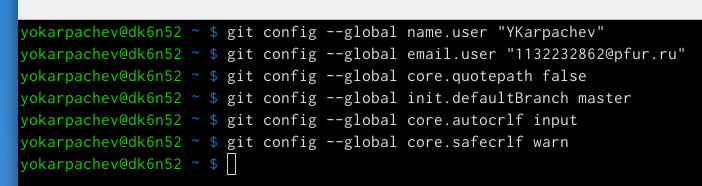 yokarpachev@dk6n52 ~ $ git config --global name.user "YKarpachev"
yokarpachev@dk6n52 ~ $ git config --global email.user "1132232862@pfur.ru"
yokarpachev@dk6n52 ~ $ git config --global core.quotepath false
yokarpachev@dk6n52 ~ $ git config --global init.defaultBranch master
yokarpachev@dk6n52 ~ $ git config --global core.autocrlf input
yokarpachev@dk6n52 ~ $ git config --global core.safecrlf warn
yokarpachev@dk6n52 ~ $